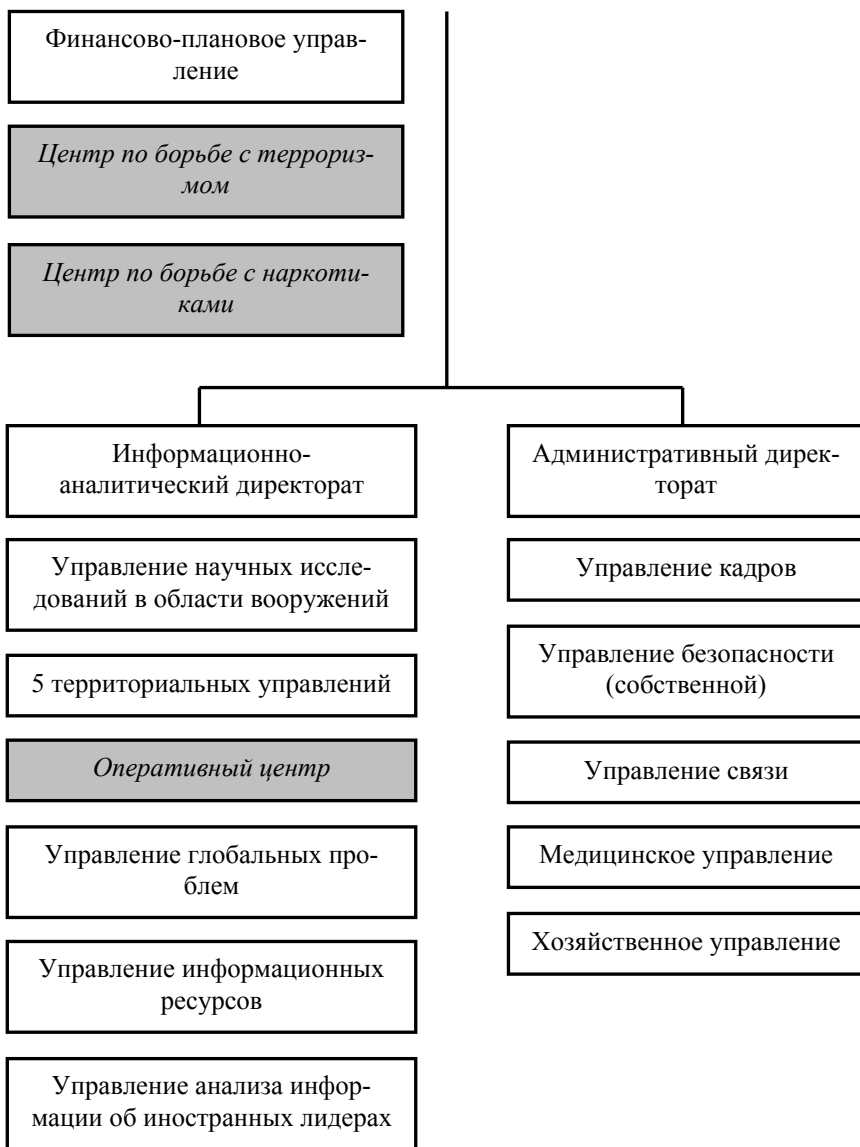 Финансово-плановое управ-
ление
Центр по борьбе с террориз-
мом
Центр по борьбе с наркоти-
ками
Информационно-
аналитический директорат
Управление научных иссле-
дований в области вооружений
5 территориальных управлений
Оперативный центр
Управление глобальных про-
блем
Управление информационных
ресурсов
Управление анализа инфор-
мации об иностранных лидерах
Административный дирек-
торат
Управление кадров
Управление безопасности
(собственной)
Управление связи
Медицинское управление
Хозяйственное управление